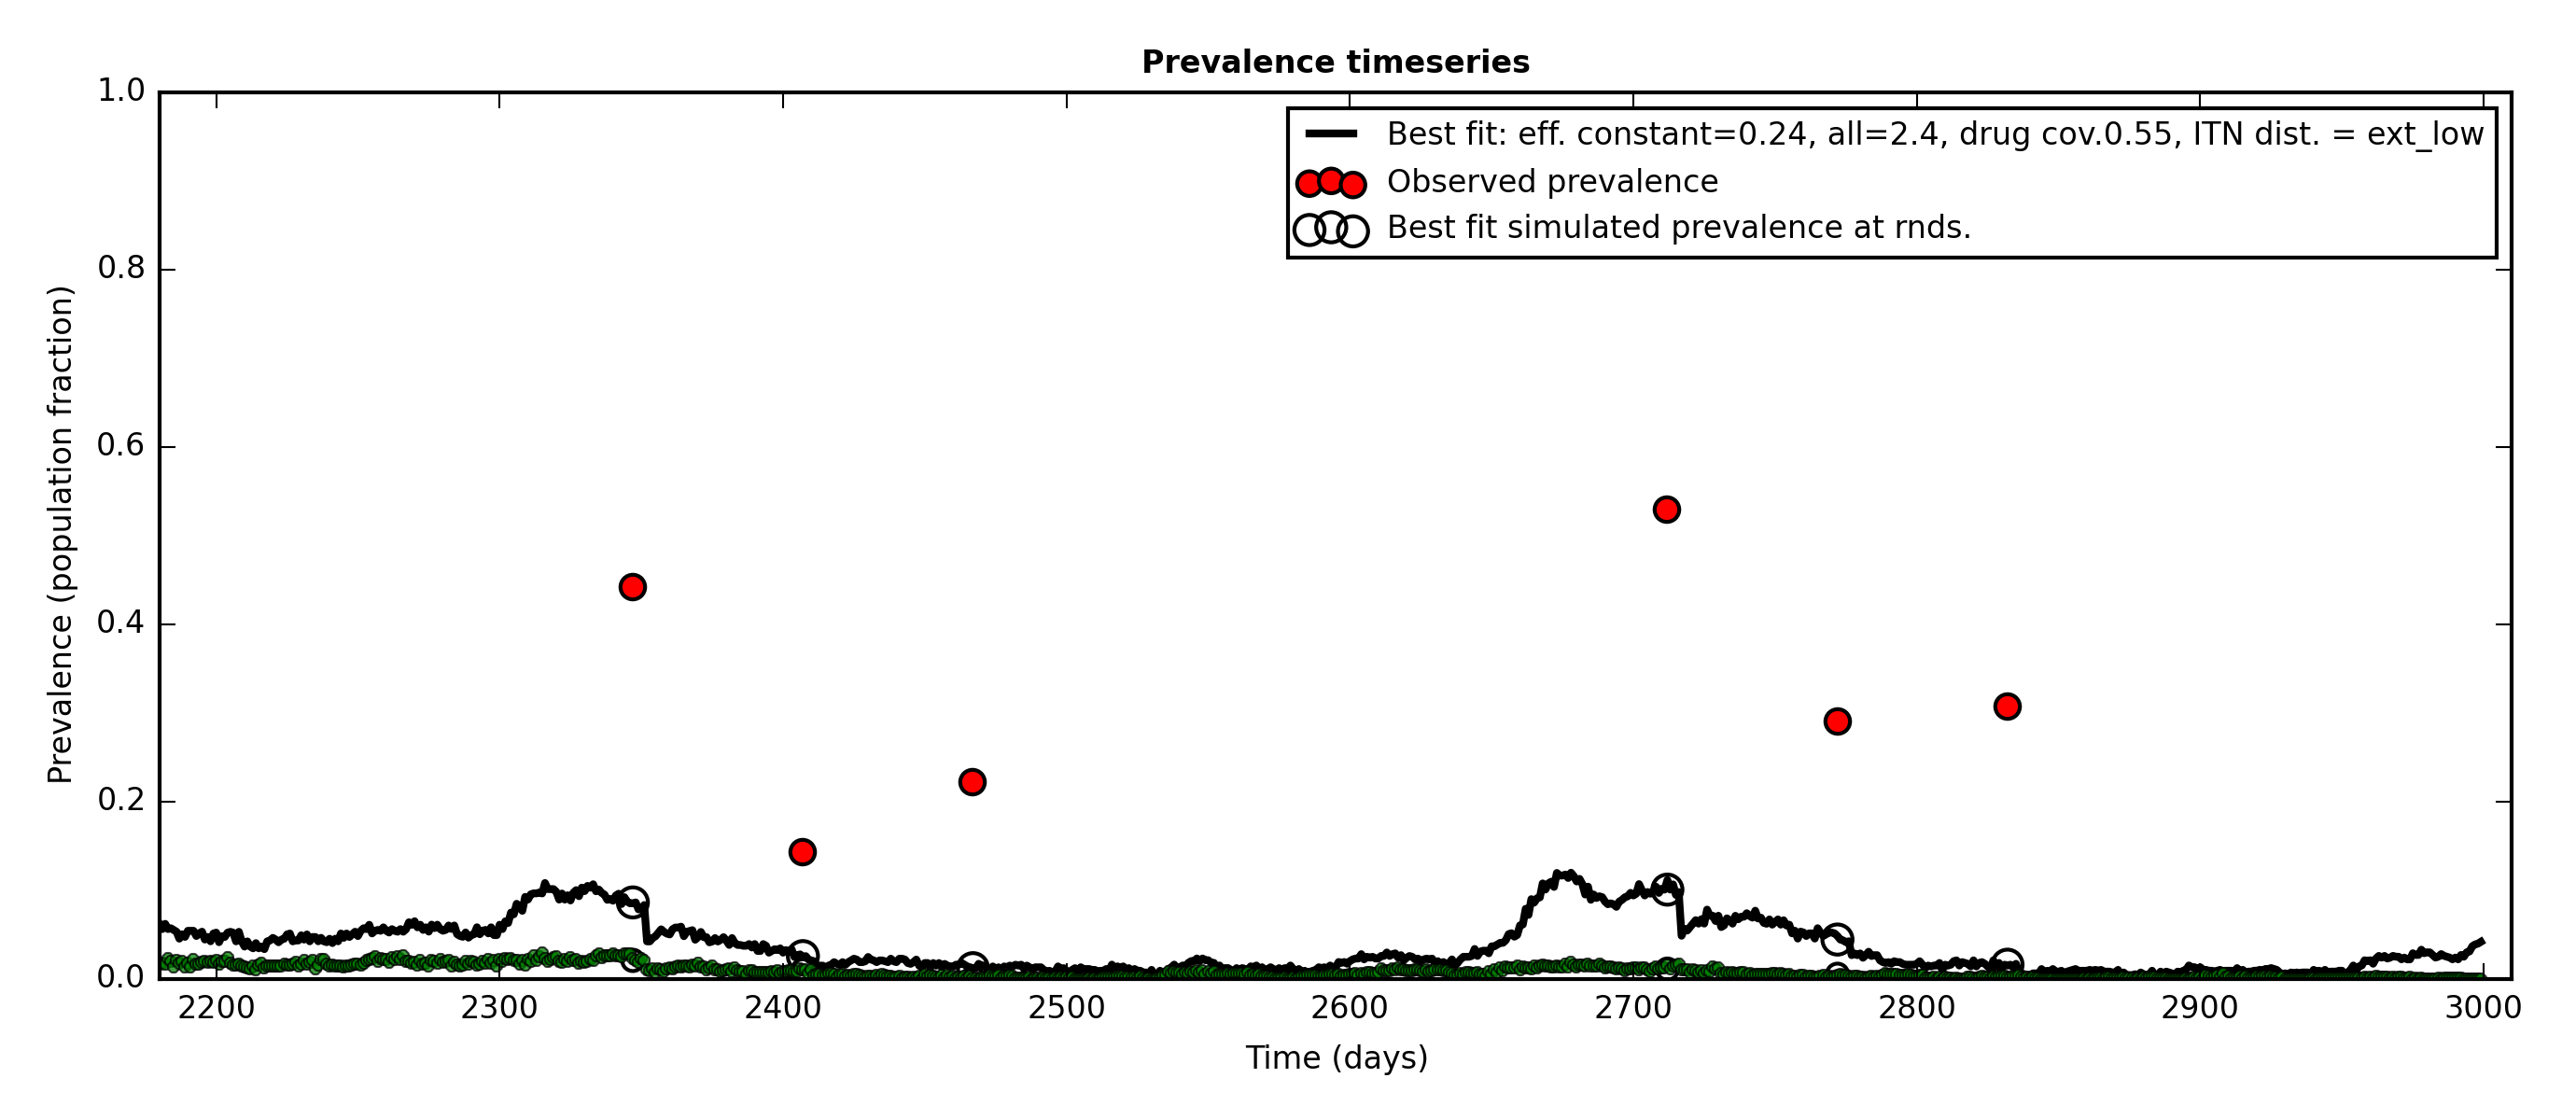 Prevalence timeseries
1.0
0.8
0.6
0.4
0.2
0.0
Prevalence (population fraction)
Best fit: eff. constant=0.24, all=2.4, drug cov.0.55, ITN dist. = ext_low
Observed prevalence
Best fit simulated prevalence at rnds.
2200 2300 2400 2500 2600 2700 2800 2900 3000
Time (days)